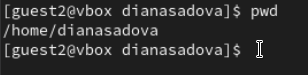 [guest2@vbox dianasadova]$ pwd
/home/dianasadova
[guest2@vbox dianasadova]$